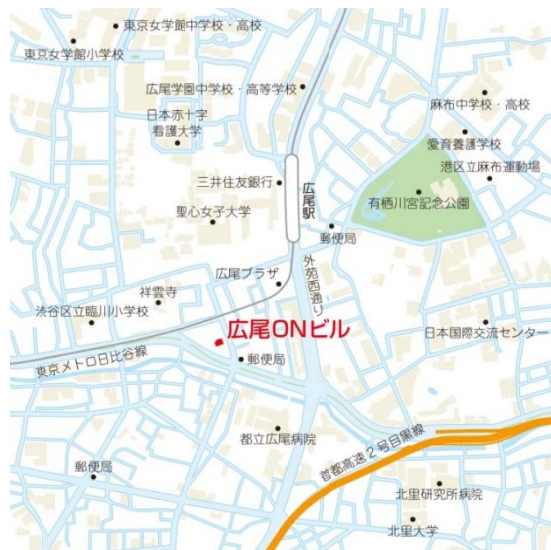 東京女学館中学校・高校
東京女学館小学校
広尾学園中学校・高等学校
麻布中学校・高校
日本赤十字
看護大学
愛育養護学校
港区立麻布運動場
三井住友銀行
広尾駅
有栖川宮記念公園
聖心女子大学
郵便局
広尾プラザ
外苑西通り
祥雲寺
渋谷区立臨川小学校
広尾ONビル
日本国際交流センター
東京メトロ日比谷線
郵便局
都立広尾病院
首都高速2号目黒線
郵便局
北里研究所病院
北里大学